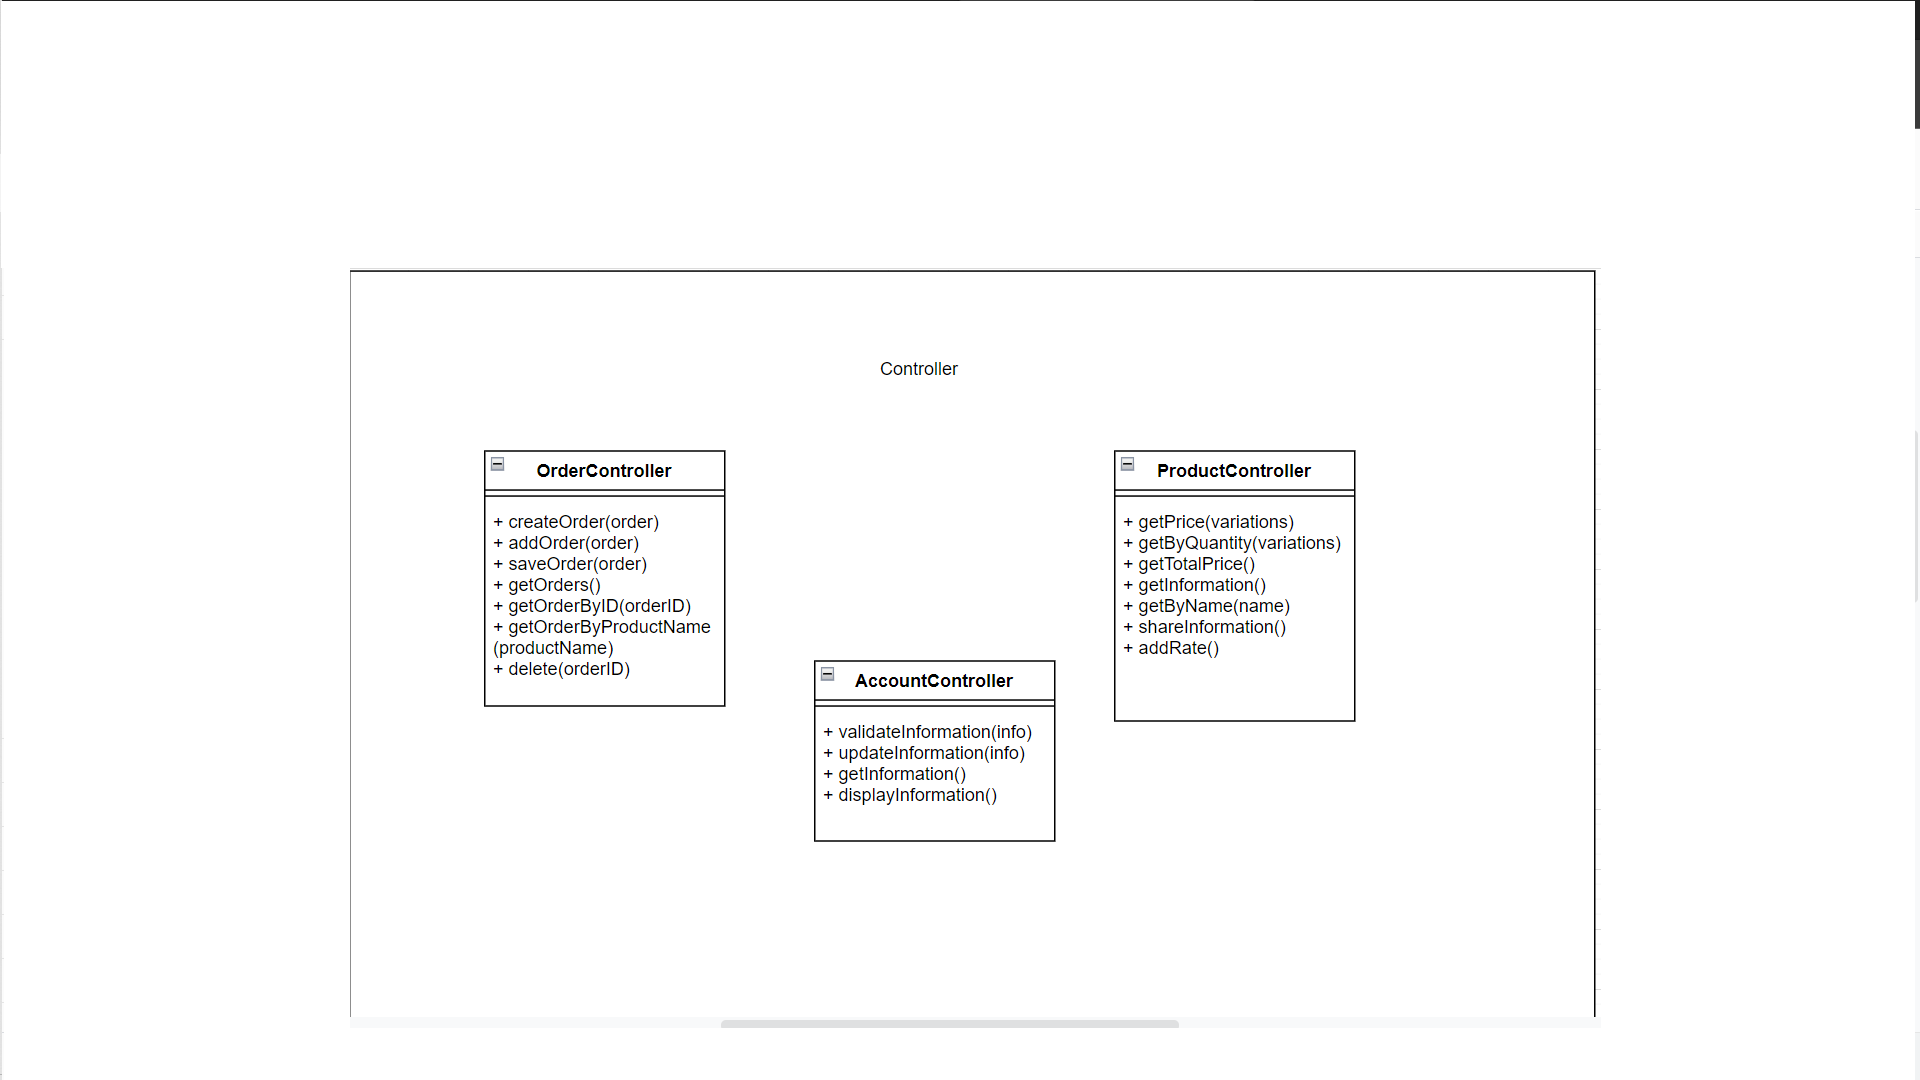 Controller
OrderController
+ createOrder(order)
+ addOrder(order)
+ saveOrder(order)
+ getOrders()
+ getOrderByID(orderID)
+ getOrderByProductName
(productName)
+ delete(orderID)
ProductController
+ getPrice(variations)
+ getByQuantity(variations)
+ getTotalPrice()
+ getInformation()
+ getByName(name)
+ shareInformation()
+ addRate()
AccountController
+ validateInformation(info)
+ updateInformation(info)
+ getInformation()
+ displayInformation()